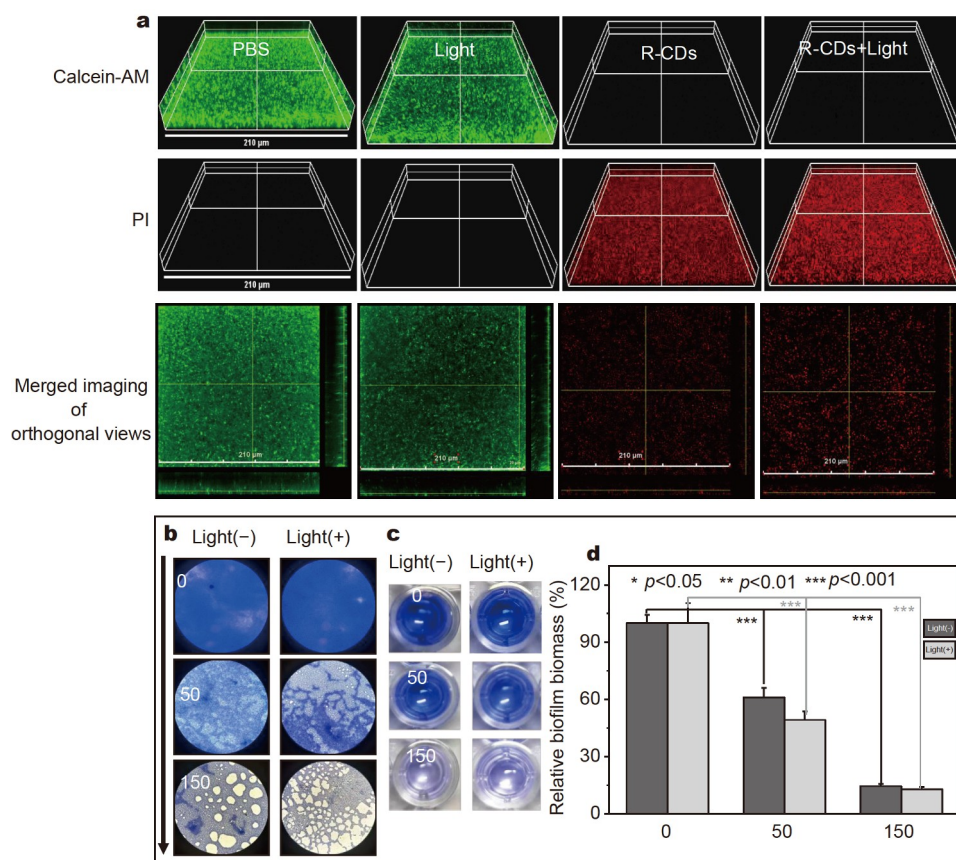 a
PBS
Light
R-CDs
R-CDs+Light
Calcein-AM
210 µm
PI
210 µm
Merged imaging
of
orthogonal views
210 µm
210 µm
210 µm
210 µm
b
Light(−)
Light(+)
0
50
150
c
Light(−)
Light(+)
0
50
150
d
Relative biofilm biomass (%)
120
90
60
30
0
* p<0.05
** p<0.01
*** p<0.001
***
***
***
***
Light(-)
Light(+)
0
50
150